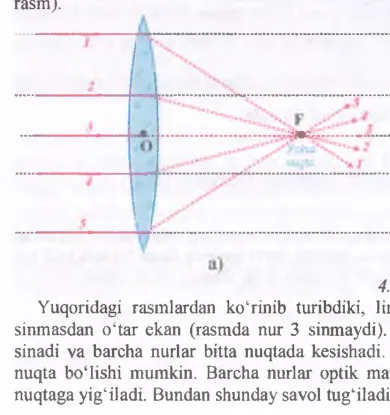 rasm).
1
2
3
4
5
O
F
Fokus
nuqta
5
4
3
2
1
a)
4.
Yuqoridagi rasmlardan ko‘rinib turibdiki, lin
sinmasdan o‘tar ekan (rasmda nur 3 sinmaydi).
sinadi va barcha nurlar bitta nuqtada kesishadi.
nuqta bo‘lishi mumkin. Barcha nurlar optik ma
nuqtaga yig‘iladi. Bundan shunday savol tug‘iladi